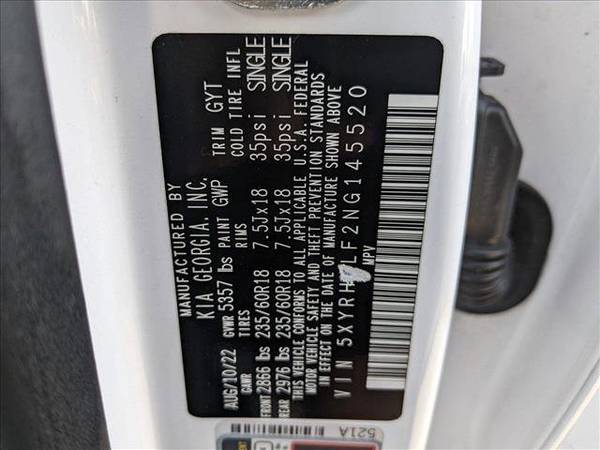 MANUFACTURED BY
KIA GEORGIA, INC.
AUG/10/22 GVWR 5357 lbs PAINT GWP TRIM GYT
GAWR TIRES RIMS COLD TIRE INFL
FRONT 2866 lbs 235/60R18 7.5Jx18 35psi SINGLE
REAR 2976 lbs 235/60R18 7.5Jx18 35psi SINGLE
THIS VEHICLE CONFORMS TO ALL APPLICABLE U.S.A. FEDERAL
MOTOR VEHICLE SAFETY AND THEFT PREVENTION STANDARDS
IN EFFECT ON THE DATE OF MANUFACTURE SHOWN ABOVE
VIN 5XYR LF2NG145520
MPV
521A